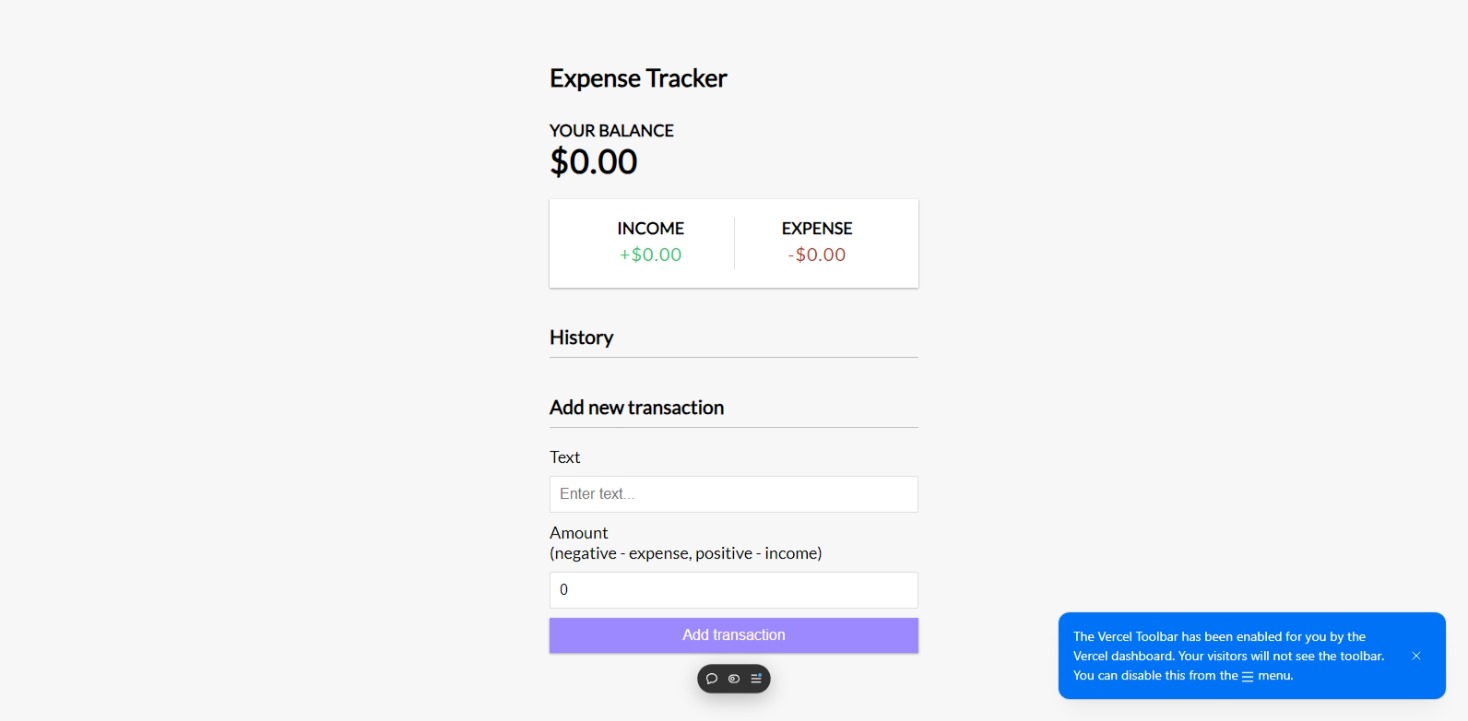 Expense Tracker
YOUR BALANCE
$0.00
INCOME
EXPENSE
+$0.00
-$0.00
History
Add new transaction
Text
Enter text...
Amount
(negative - expense, positive - income)
0
Add transaction
The Vercel Toolbar has been enabled for you by the
Vercel dashboard. Your visitors will not see the toolbar.
You can disable this from the menu.